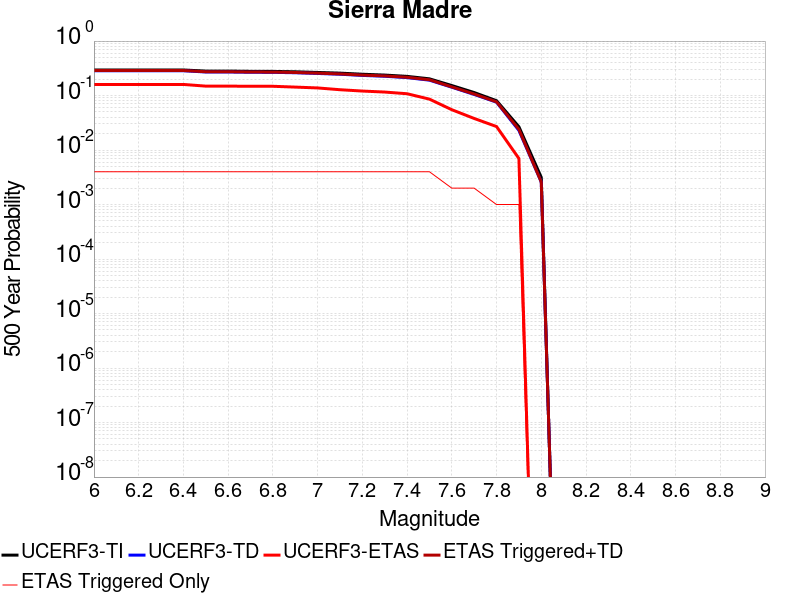 Sierra Madre
10^0
10^-1
10^-2
10^-3
10^-4
10^-5
10^-6
10^-7
10^-8
500 Year Probability
6 6.2 6.4 6.6 6.8 7 7.2 7.4 7.6 7.8 8 8.2 8.4 8.6 8.8 9
Magnitude
UCERF3-TI UCERF3-TD UCERF3-ETAS ETAS Triggered+TD
ETAS Triggered Only